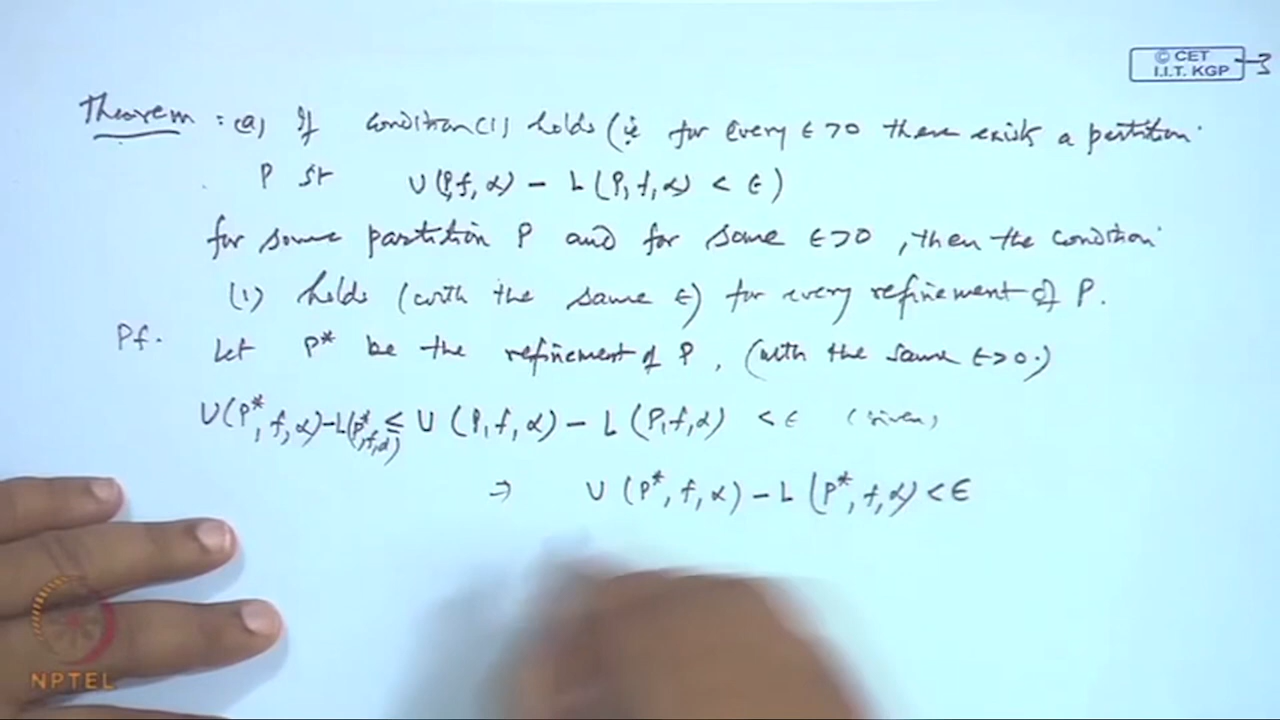 © CET
I.I.T. KGP
Theorem : (a) If condition (1) holds (ie for every ε > 0 there exists a partition
P st U(P,f,α) - L(P,f,α) < ε)
for some partition P and for some ε>0, then the condition
(1) holds (with the same ε) for every refinement of P.
Pf. Let P* be the refinement of P, (with the same ε>0.)
U(P*,f,α)-L(P*,f,α) ≤ U(P,f,α) - L(P,f,α) < ε (given)
⇒ U(P*,f,α) - L(P*,f,α) < ε
NPTEL